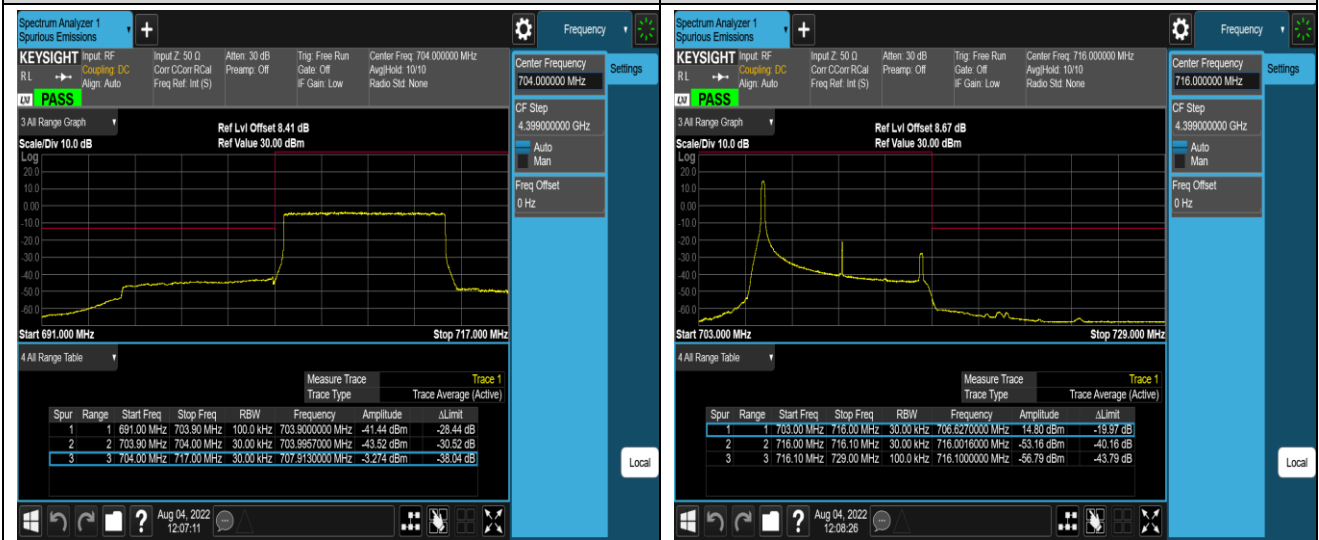 Spectrum Analyzer 1
Spurious Emissions
+
Frequency
KEYSIGHT Input: RF Input Z: 50 Ω Atten: 30 dB Trig: Free Run Center Freq: 704.000000 MHz
RL Coupling: DC Corr CCorr RCal Preamp: Off Gate: Off Avg|Hold: 10/10
Align: Auto Freq Ref: Int (S) IF Gain: Low Radio Std: None
LXI PASS
Center Frequency
704.000000 MHz
Settings
CF Step
4.399000000 GHz
Auto
Man
Freq Offset
0 Hz
3 All Range Graph
Ref Lvl Offset 8.41 dB
Scale/Div 10.0 dB Ref Value 30.00 dBm
Log
20.0
10.0
0.00
-10.0
-20.0
-30.0
-40.0
-50.0
-60.0
Start 691.000 MHz Stop 717.000 MHz
4 All Range Table
Measure Trace Trace 1
Trace Type Trace Average (Active)
Spur Range Start Freq Stop Freq RBW Frequency Amplitude ΔLimit
1 1 691.00 MHz 703.90 MHz 100.0 kHz 703.9000000 MHz -41.44 dBm -28.44 dB
2 2 703.90 MHz 704.00 MHz 30.00 kHz 703.9957000 MHz -43.52 dBm -30.52 dB
3 3 704.00 MHz 717.00 MHz 30.00 kHz 707.9130000 MHz -3.274 dBm -38.04 dB
Local
?
Aug 04, 2022
12:07:11
Spectrum Analyzer 1
Spurious Emissions
+
Frequency
KEYSIGHT Input: RF Input Z: 50 Ω Atten: 30 dB Trig: Free Run Center Freq: 716.000000 MHz
RL Coupling: DC Corr CCorr RCal Preamp: Off Gate: Off Avg|Hold: 10/10
Align: Auto Freq Ref: Int (S) IF Gain: Low Radio Std: None
LXI PASS
Center Frequency
716.000000 MHz
Settings
CF Step
4.399000000 GHz
Auto
Man
Freq Offset
0 Hz
3 All Range Graph
Ref Lvl Offset 8.67 dB
Scale/Div 10.0 dB Ref Value 30.00 dBm
Log
20.0
10.0
0.00
-10.0
-20.0
-30.0
-40.0
-50.0
-60.0
Start 703.000 MHz Stop 729.000 MHz
4 All Range Table
Measure Trace Trace 1
Trace Type Trace Average (Active)
Spur Range Start Freq Stop Freq RBW Frequency Amplitude ΔLimit
1 1 703.00 MHz 716.00 MHz 30.00 kHz 706.6270000 MHz 14.80 dBm -19.97 dB
2 2 716.00 MHz 716.10 MHz 30.00 kHz 716.0016000 MHz -53.16 dBm -40.16 dB
3 3 716.10 MHz 729.00 MHz 100.0 kHz 716.1000000 MHz -56.79 dBm -43.79 dB
Local
?
Aug 04, 2022
12:08:26